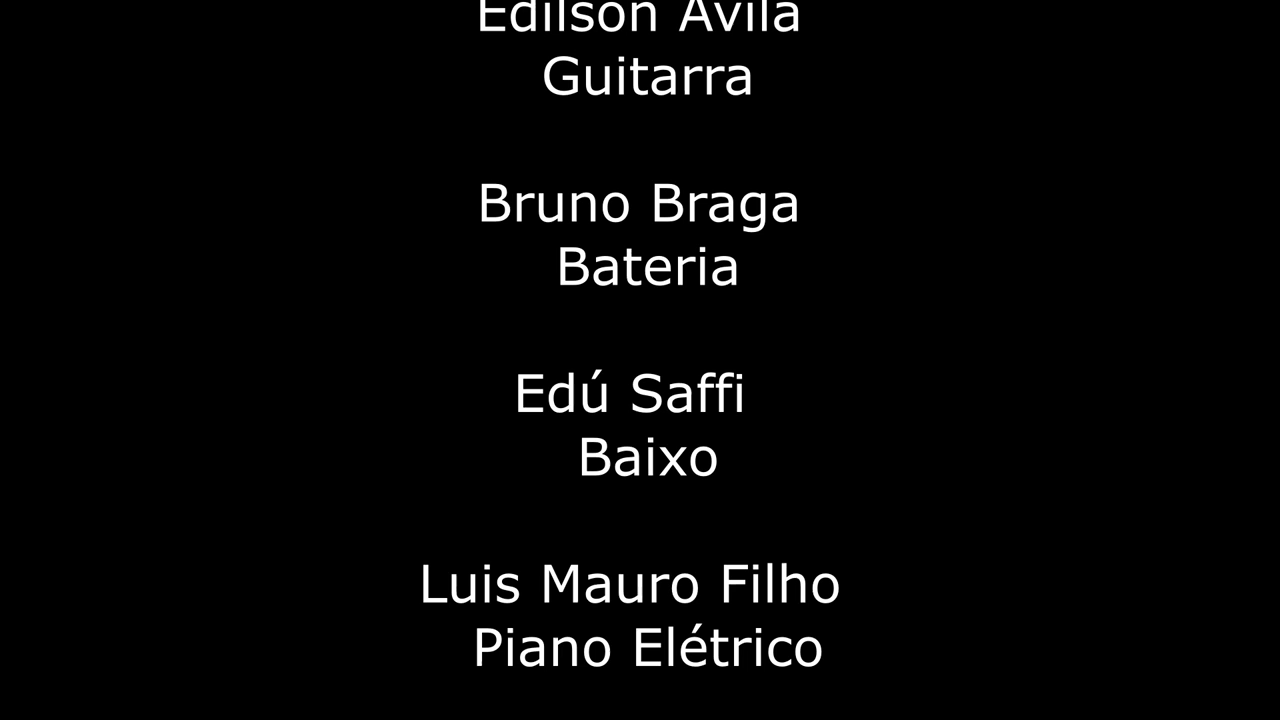 Edilson Avila
Guitarra
Bruno Braga
Bateria
Edú Saffi
Baixo
Luis Mauro Filho
Piano Elétrico